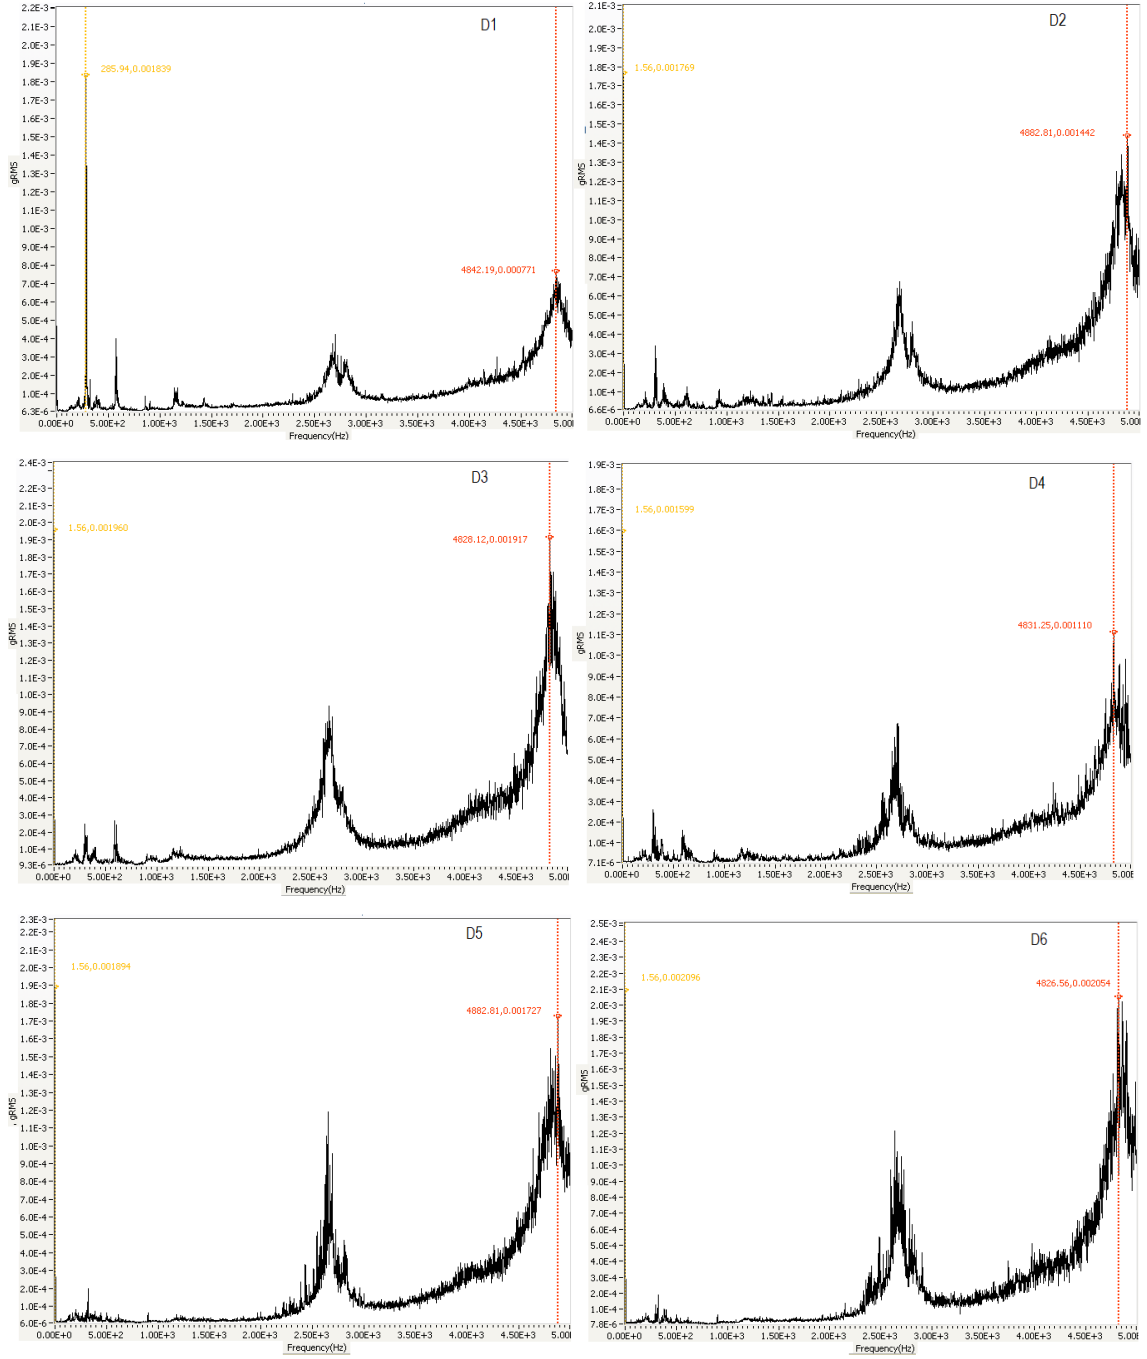 D1
2.2E-3
2.1E-3
2.0E-3
1.9E-3
1.8E-3
1.7E-3
1.6E-3
1.5E-3
1.4E-3
1.3E-3
1.2E-3
1.1E-3
1.0E-3
9.0E-4
8.0E-4
7.0E-4
6.0E-4
5.0E-4
4.0E-4
3.0E-4
2.0E-4
1.0E-4
6.3E-6
gRMS
285.94,0.001839
4842.19,0.000771
0.00E+0 5.00E+2 1.00E+3 1.50E+3 2.00E+3 2.50E+3 3.00E+3 3.50E+3 4.00E+3 4.50E+3 5.00
Frequency(Hz)
D2
2.1E-3
2.0E-3
1.9E-3
1.8E-3
1.7E-3
1.6E-3
1.5E-3
1.4E-3
1.3E-3
1.2E-3
1.1E-3
1.0E-3
9.0E-4
8.0E-4
7.0E-4
6.0E-4
5.0E-4
4.0E-4
3.0E-4
2.0E-4
1.0E-4
6.6E-6
gRMS
1.56,0.001769
4882.81,0.001442
0.00E+0 5.00E+2 1.00E+3 1.50E+3 2.00E+3 2.50E+3 3.00E+3 3.50E+3 4.00E+3 4.50E+3 5.00
Frequency(Hz)
D3
2.4E-3
2.2E-3
2.1E-3
2.0E-3
1.9E-3
1.8E-3
1.7E-3
1.6E-3
1.5E-3
1.4E-3
1.3E-3
1.2E-3
1.1E-3
1.0E-3
9.0E-4
8.0E-4
7.0E-4
6.0E-4
5.0E-4
4.0E-4
3.0E-4
2.0E-4
1.0E-4
9.3E-6
gRMS
1.56,0.001960
4828.12,0.001917
0.00E+0 5.00E+2 1.00E+3 1.50E+3 2.00E+3 2.50E+3 3.00E+3 3.50E+3 4.00E+3 4.50E+3 5.00
Frequency(Hz)
D4
1.9E-3
1.8E-3
1.7E-3
1.6E-3
1.5E-3
1.4E-3
1.3E-3
1.2E-3
1.1E-3
1.0E-3
9.0E-4
8.0E-4
7.0E-4
6.0E-4
5.0E-4
4.0E-4
3.0E-4
2.0E-4
1.0E-4
7.1E-6
gRMS
1.56,0.001599
4831.25,0.001110
0.00E+0 5.00E+2 1.00E+3 1.50E+3 2.00E+3 2.50E+3 3.00E+3 3.50E+3 4.00E+3 4.50E+3 5.00
Frequency(Hz)
D5
2.3E-3
2.2E-3
2.1E-3
2.0E-3
1.9E-3
1.8E-3
1.7E-3
1.6E-3
1.5E-3
1.4E-3
1.3E-3
1.2E-3
1.1E-3
1.0E-3
9.0E-4
8.0E-4
7.0E-4
6.0E-4
5.0E-4
4.0E-4
3.0E-4
2.0E-4
1.0E-4
6.0E-6
gRMS
1.56,0.001894
4882.81,0.001727
0.00E+0 5.00E+2 1.00E+3 1.50E+3 2.00E+3 2.50E+3 3.00E+3 3.50E+3 4.00E+3 4.50E+3 5.00
Frequency(Hz)
D6
2.5E-3
2.4E-3
2.3E-3
2.2E-3
2.1E-3
2.0E-3
1.9E-3
1.8E-3
1.7E-3
1.6E-3
1.5E-3
1.4E-3
1.3E-3
1.2E-3
1.1E-3
1.0E-3
9.0E-4
8.0E-4
7.0E-4
6.0E-4
5.0E-4
4.0E-4
3.0E-4
2.0E-4
1.0E-4
7.8E-6
gRMS
1.56,0.002096
4826.56,0.002054
0.00E+0 5.00E+2 1.00E+3 1.50E+3 2.00E+3 2.50E+3 3.00E+3 3.50E+3 4.00E+3 4.50E+3 5.00
Frequency(Hz)